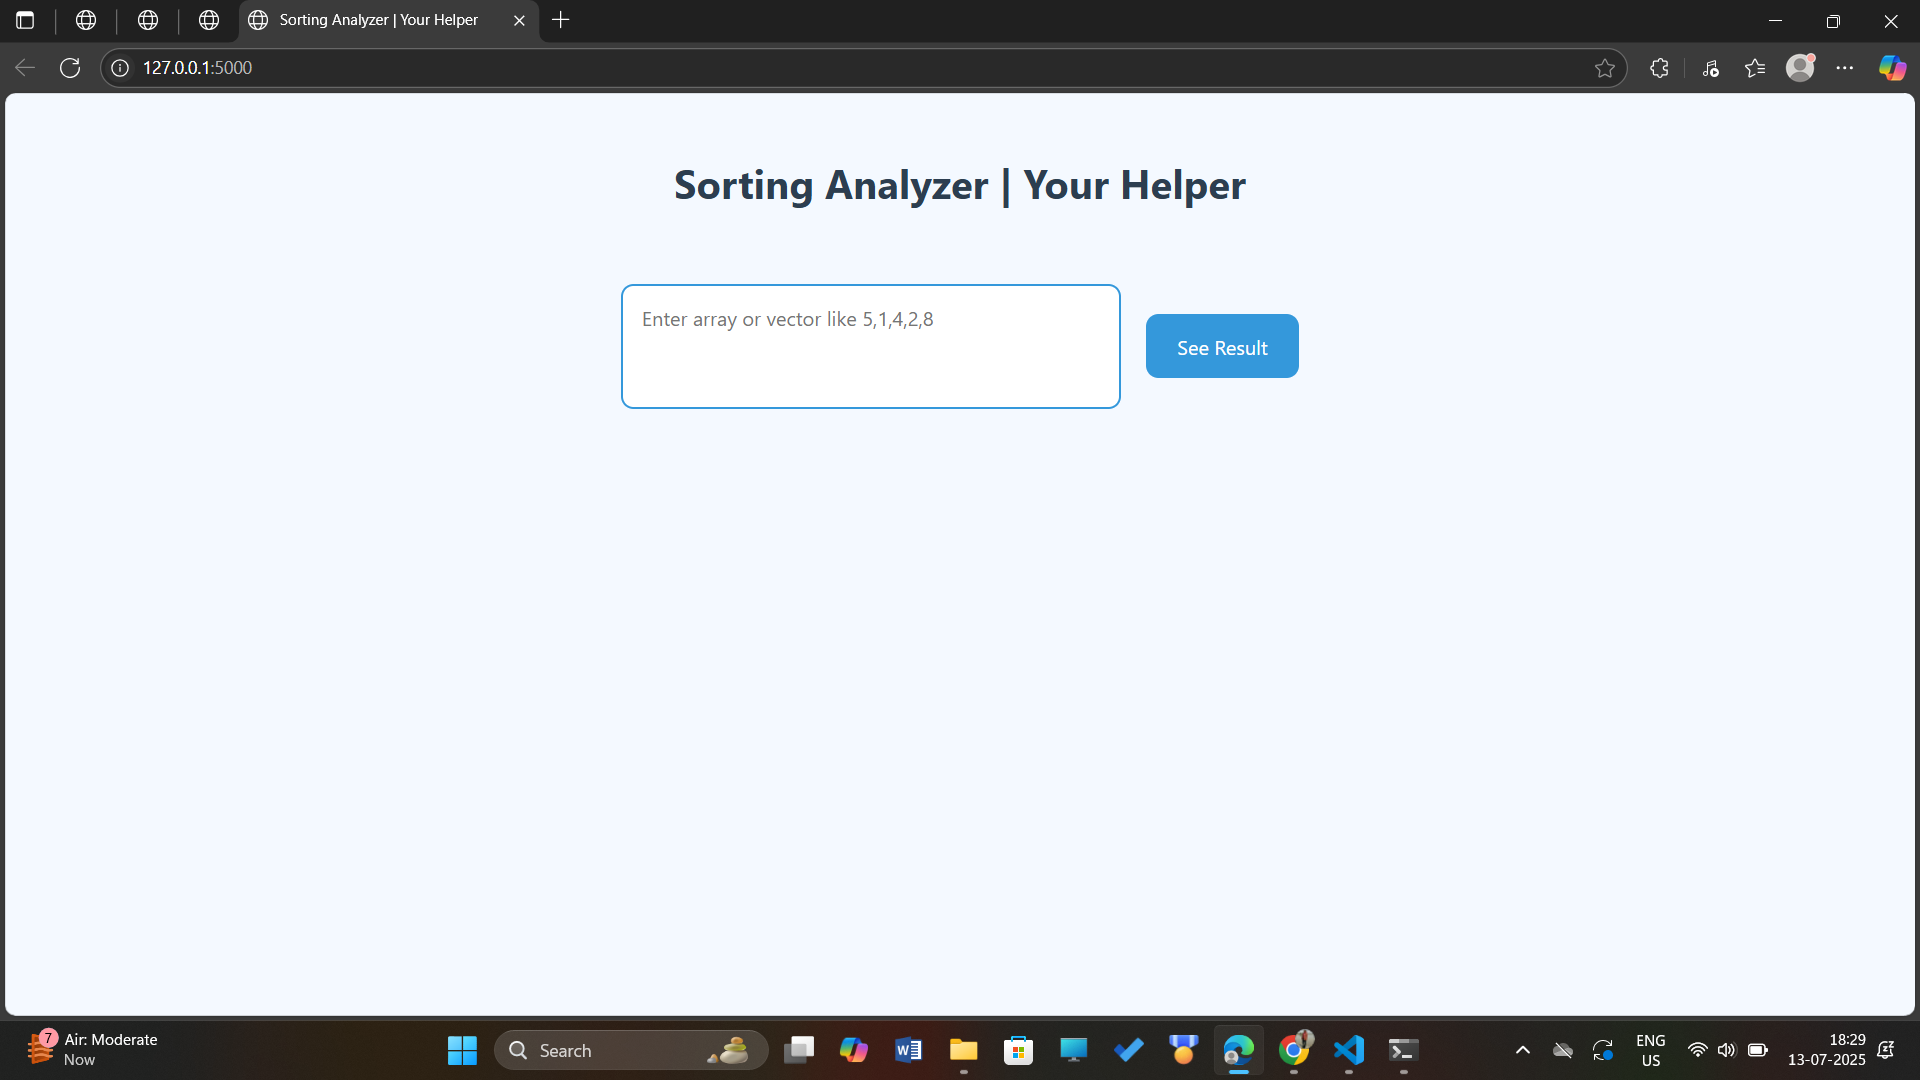 Sorting Analyzer | Your Helper
127.0.0.1:5000
Sorting Analyzer | Your Helper
Enter array or vector like 5,1,4,2,8
See Result
7
Air: Moderate
Now
Search
W
ENG
US
18:29
13-07-2025